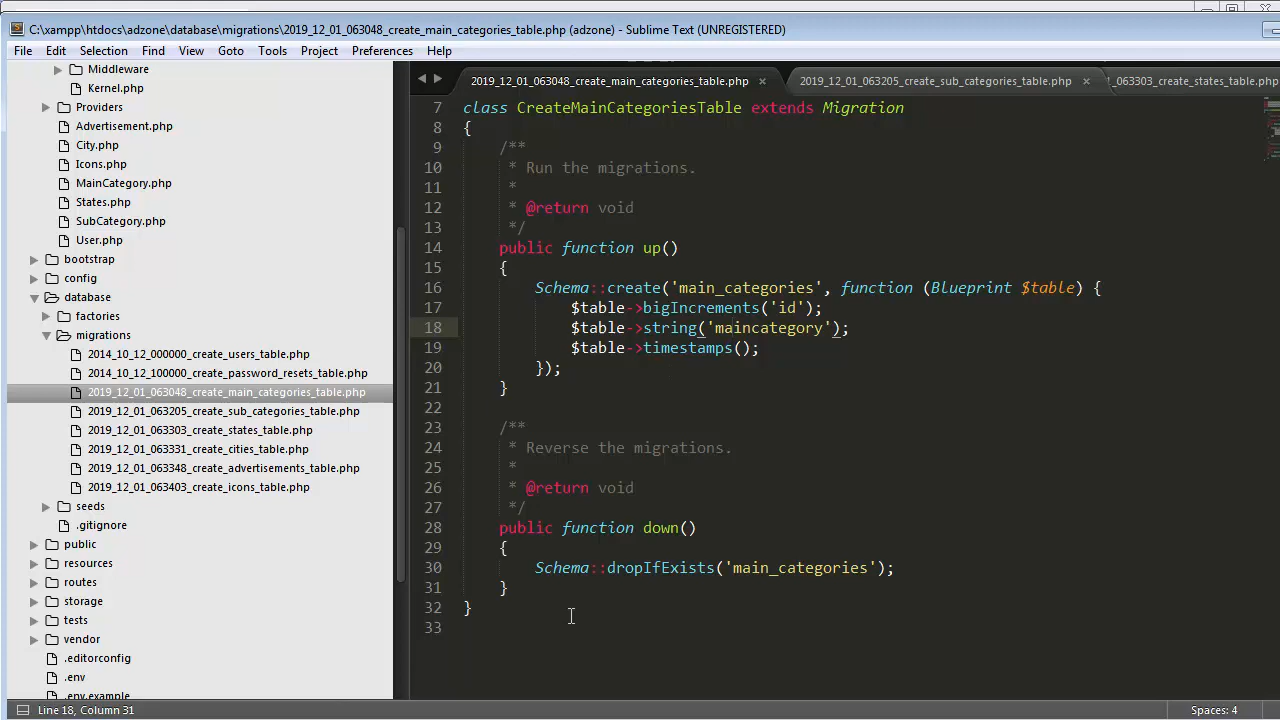 C:\xampp\htdocs\adzone\database\migrations\2019_12_01_063048_create_main_categories_table.php (adzone) - Sublime Text (UNREGISTERED)
File Edit Selection Find View Goto Tools Project Preferences Help
Middleware
Kernel.php
Providers
Advertisement.php
City.php
Icons.php
MainCategory.php
States.php
SubCategory.php
User.php
bootstrap
config
database
factories
migrations
2014_10_12_000000_create_users_table.php
2014_10_12_100000_create_password_resets_table.php
2019_12_01_063048_create_main_categories_table.php
2019_12_01_063205_create_sub_categories_table.php
2019_12_01_063303_create_states_table.php
2019_12_01_063331_create_cities_table.php
2019_12_01_063348_create_advertisements_table.php
2019_12_01_063403_create_icons_table.php
seeds
.gitignore
public
resources
routes
storage
tests
vendor
.editorconfig
.env
.env.example
2019_12_01_063048_create_main_categories_table.php × 2019_12_01_063205_create_sub_categories_table.php × _063303_create_states_table.php
7 class CreateMainCategoriesTable extends Migration
8 {
9 /**
10 * Run the migrations.
11 *
12 * @return void
13 */
14 public function up()
15 {
16 Schema::create('main_categories', function (Blueprint $table) {
17 $table->bigIncrements('id');
18 $table->string('maincategory');
19 $table->timestamps();
20 });
21 }
22
23 /**
24 * Reverse the migrations.
25 *
26 * @return void
27 */
28 public function down()
29 {
30 Schema::dropIfExists('main_categories');
31 }
32 }
33
Line 18, Column 31 Spaces: 4